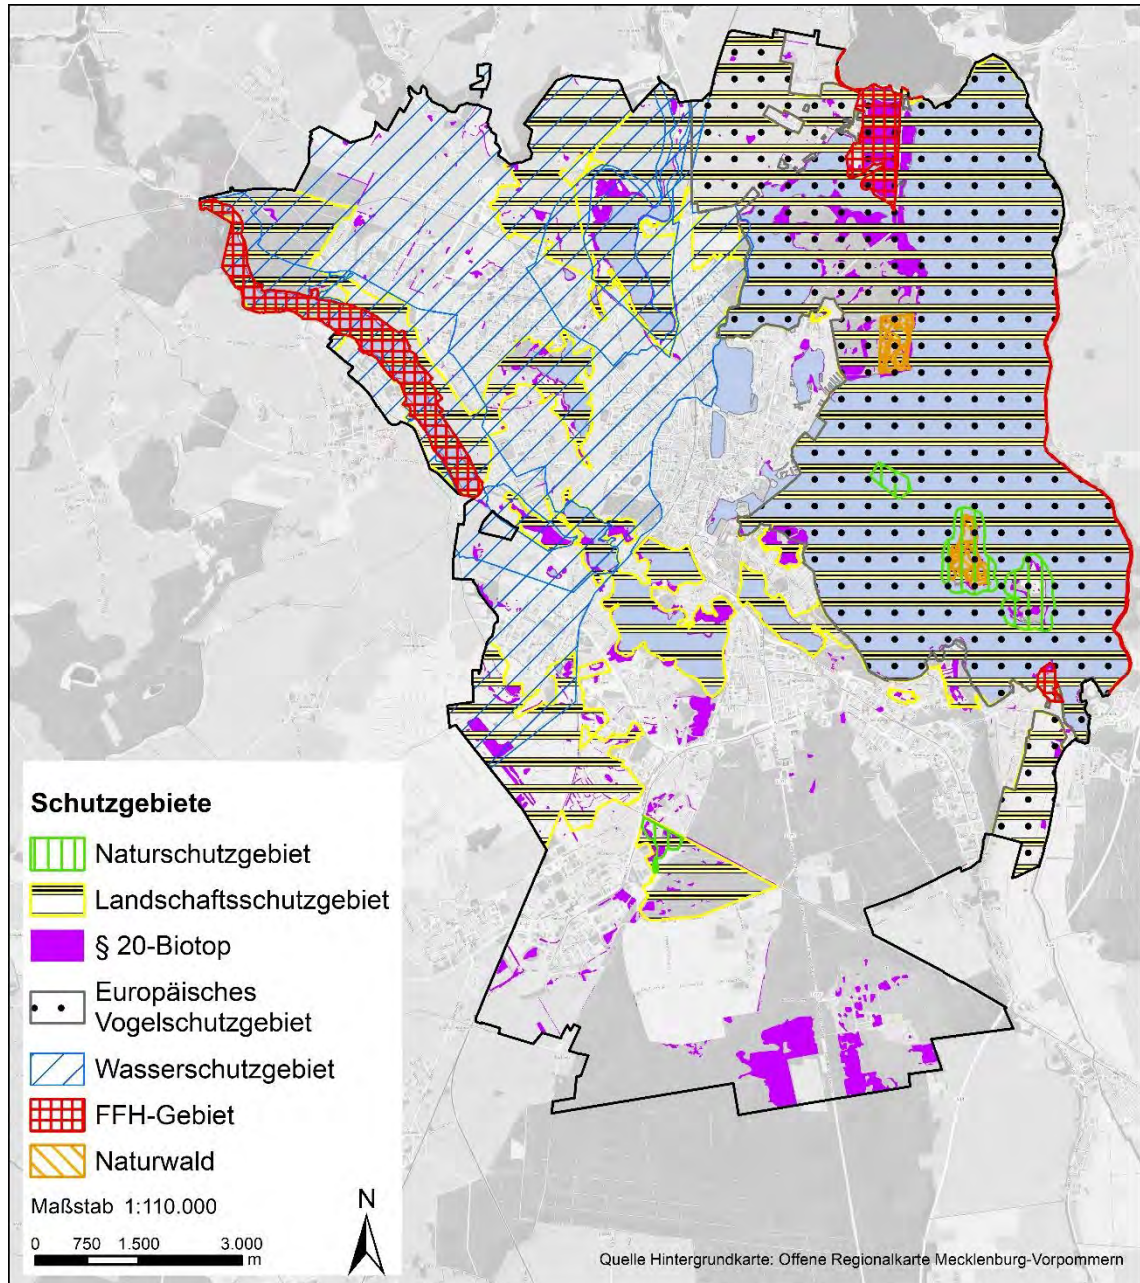 Schutzgebiete
Naturschutzgebiet
Landschaftsschutzgebiet
§ 20-Biotop
Europäisches
Vogelschutzgebiet
Wasserschutzgebiet
FFH-Gebiet
Naturwald
Maßstab 1:110.000
N
0 750 1.500 3.000
m
Quelle Hintergrundkarte: Offene Regionalkarte Mecklenburg-Vorpommern